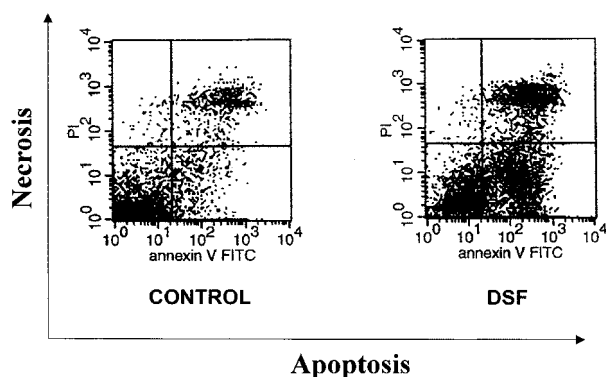 Necrosis
10⁴
10³
10²
10¹
10⁰
PI
10⁰ 10¹ 10² 10³ 10⁴
annexin V FITC
CONTROL
10⁴
10³
10²
10¹
10⁰
PI
10⁰ 10¹ 10² 10³ 10⁴
annexin V FITC
DSF
Apoptosis